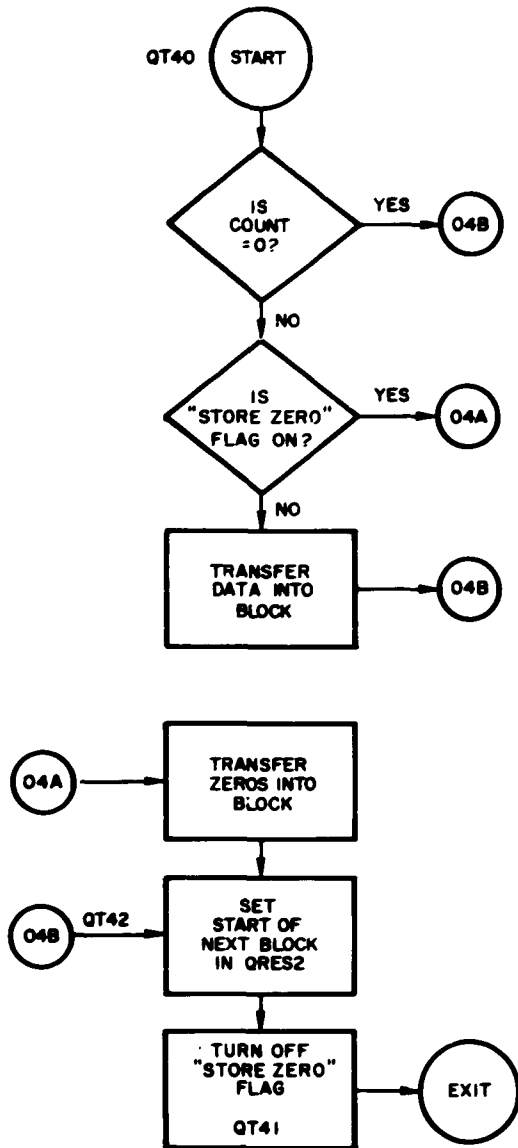 QT40
START
IS
COUNT
=0?
YES
04B
NO
IS
"STORE ZERO"
FLAG ON?
YES
04A
NO
TRANSFER
DATA INTO
BLOCK
04B
04A
TRANSFER
ZEROS INTO
BLOCK
04B
QT42
SET
START OF
NEXT BLOCK
IN QRES2
TURN OFF
"STORE ZERO"
FLAG
QT41
EXIT